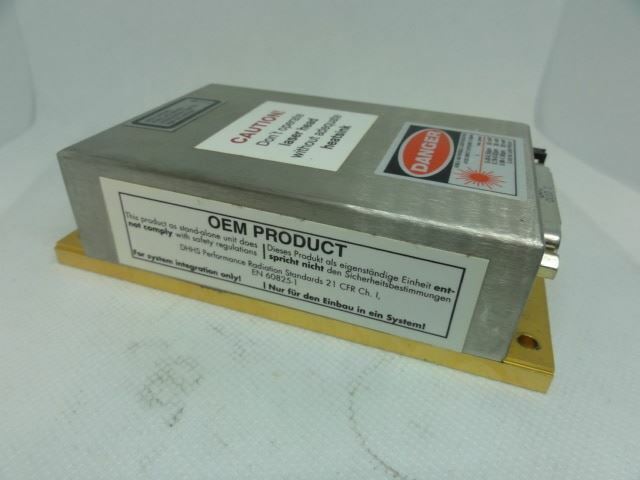 CAUTION!
Don't operate
laser head
without adequate
heatsink
DANGER
OEM PRODUCT
This product as stand-alone unit does
not comply with safety regulations
Dieses Produkt als eigenständige Einheit ent-
spricht nicht den Sicherheitsbestimmungen
DHHS Performance Radiation Standards 21 CFR Ch. I,
EN 60825-1
For system integration only!
Nur für den Einbau in ein System!